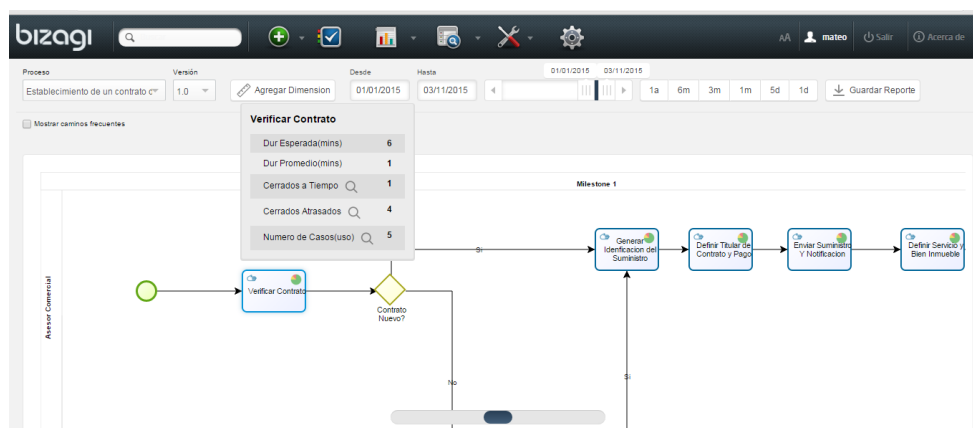 bizagi
AA mateo Salir Acerca de
Proceso Versión Desde Hasta 01/01/2015 03/11/2015
Establecimiento de un contrato c 1.0 Agregar Dimension 01/01/2015 03/11/2015 1a 6m 3m 1m 5d 1d Guardar Reporte
Mostrar caminos frecuentes
Verificar Contrato
Dur Esperada(mins) 6
Dur Promedio(mins) 1
Cerrados a Tiempo 1
Cerrados Atrasados 4
Numero de Casos(uso) 5
Milestone 1
Asesor Comercial
Verificar Contrato
Contrato
Nuevo?
Si
No
Generar
Idenficacion del
Suministro
Definir Titular de
Contrato y Pago
Enviar Suministro
Y Notificacion
Definir Servicio y
Bien Inmueble
Si